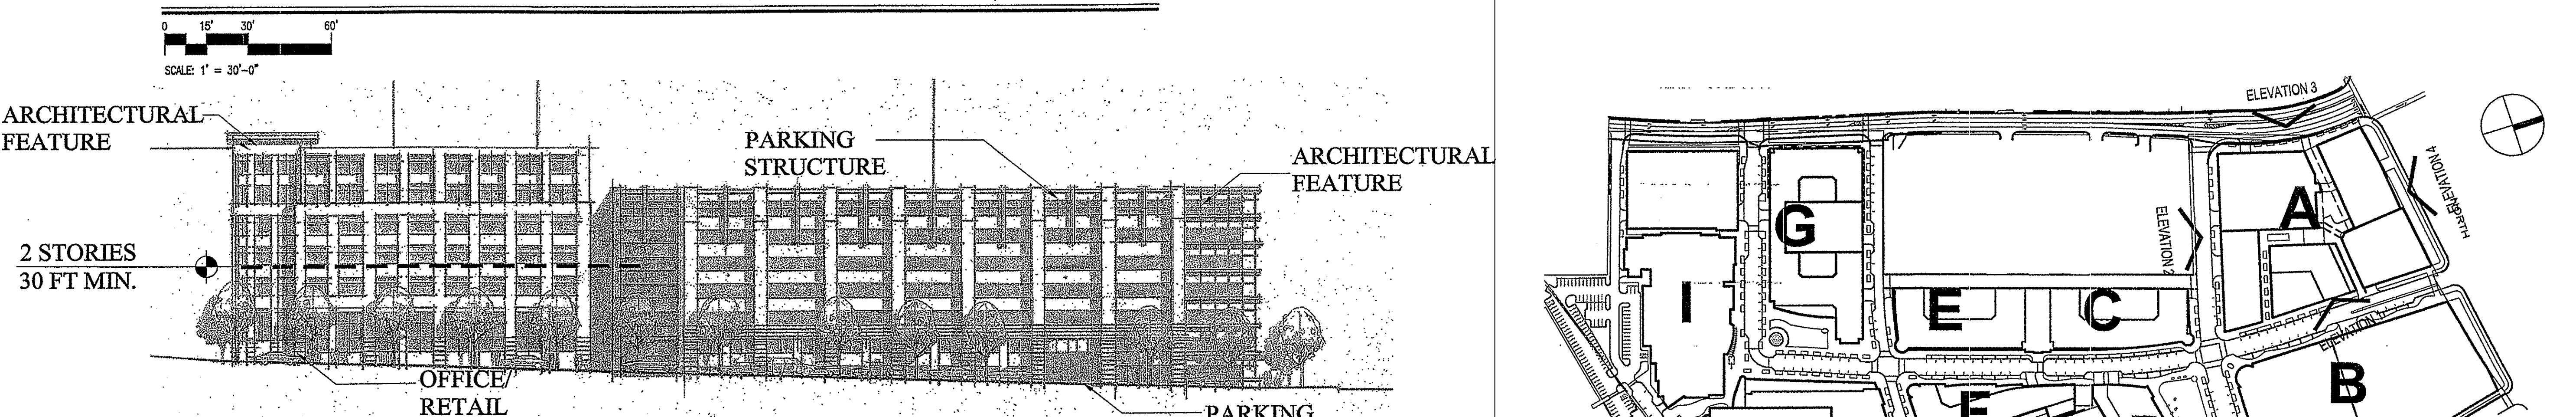 0 15' 30' 60'
SCALE: 1' = 30'-0"
ARCHITECTURAL
FEATURE
PARKING
STRUCTURE
ARCHITECTURAL
FEATURE
2 STORIES
30 FT MIN.
OFFICE/
RETAIL
PARKING
ELEVATION 3
ELEVATION 4
NORTH
ELEVATION 2
ELEVATION
A
G
I
E
C
B
F